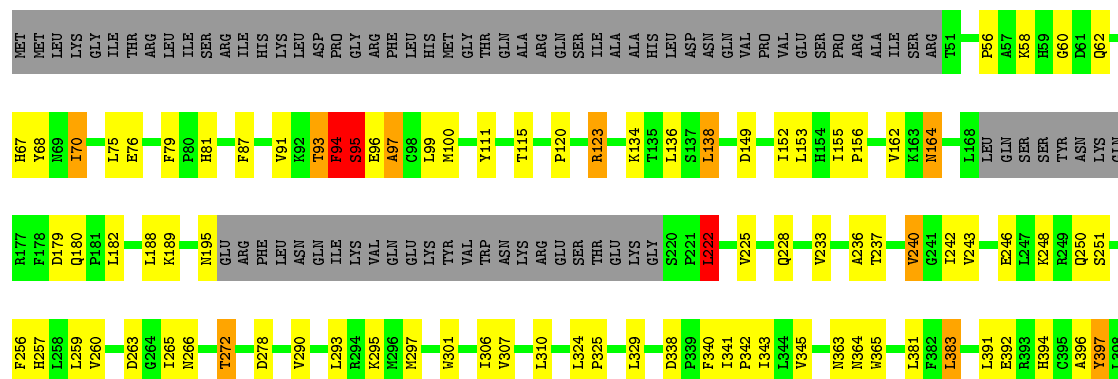 MET MET LEU LYS GLY ILE THR ARG LEU ILE SER ARG ILE HIS LYS LEU ASP PRO GLY ARG PHE LEU HIS MET GLY THR GLN ALA ARG GLN SER ILE ALA ALA HIS LEU ASP ASN GLN VAL PRO VAL GLU SER PRO ARG ALA ILE SER ARG T51 P56 A57 K58 H59 G60 D61 Q62
H67 Y68 N69 I70 L75 E76 F79 P80 H81 F87 V91 K92 T93 F94 S95 E96 A97 C98 L99 M100 Y111 T115 P120 R123 K134 T135 L136 S137 L138 D149 I152 L153 H154 I155 P156 V162 K163 N164 L168 LEU GLN SER SER TYR ASN LYS GLN
R177 F178 D179 Q180 P181 L182 L188 K189 N195 GLU ARG PHE LEU ASN GLN ILE LYS VAL GLN GLU LYS TYR VAL TRP ASN LYS ARG GLU SER THR GLU LYS GLY S220 P221 L222 V225 Q228 V233 A236 T237 V240 G241 I242 V243 E246 L247 K248 R249 Q250 S251
F256 H257 L258 L259 V260 D263 G264 I265 N266 T272 D278 V290 L293 R294 K295 M296 M297 W301 I306 V307 L310 L324 P325 L329 D338 P339 F340 I341 P342 I343 L344 V345 N363 N364 W365 L381 F382 L383 L391 E392 R393 H394 C395 A396 Y397